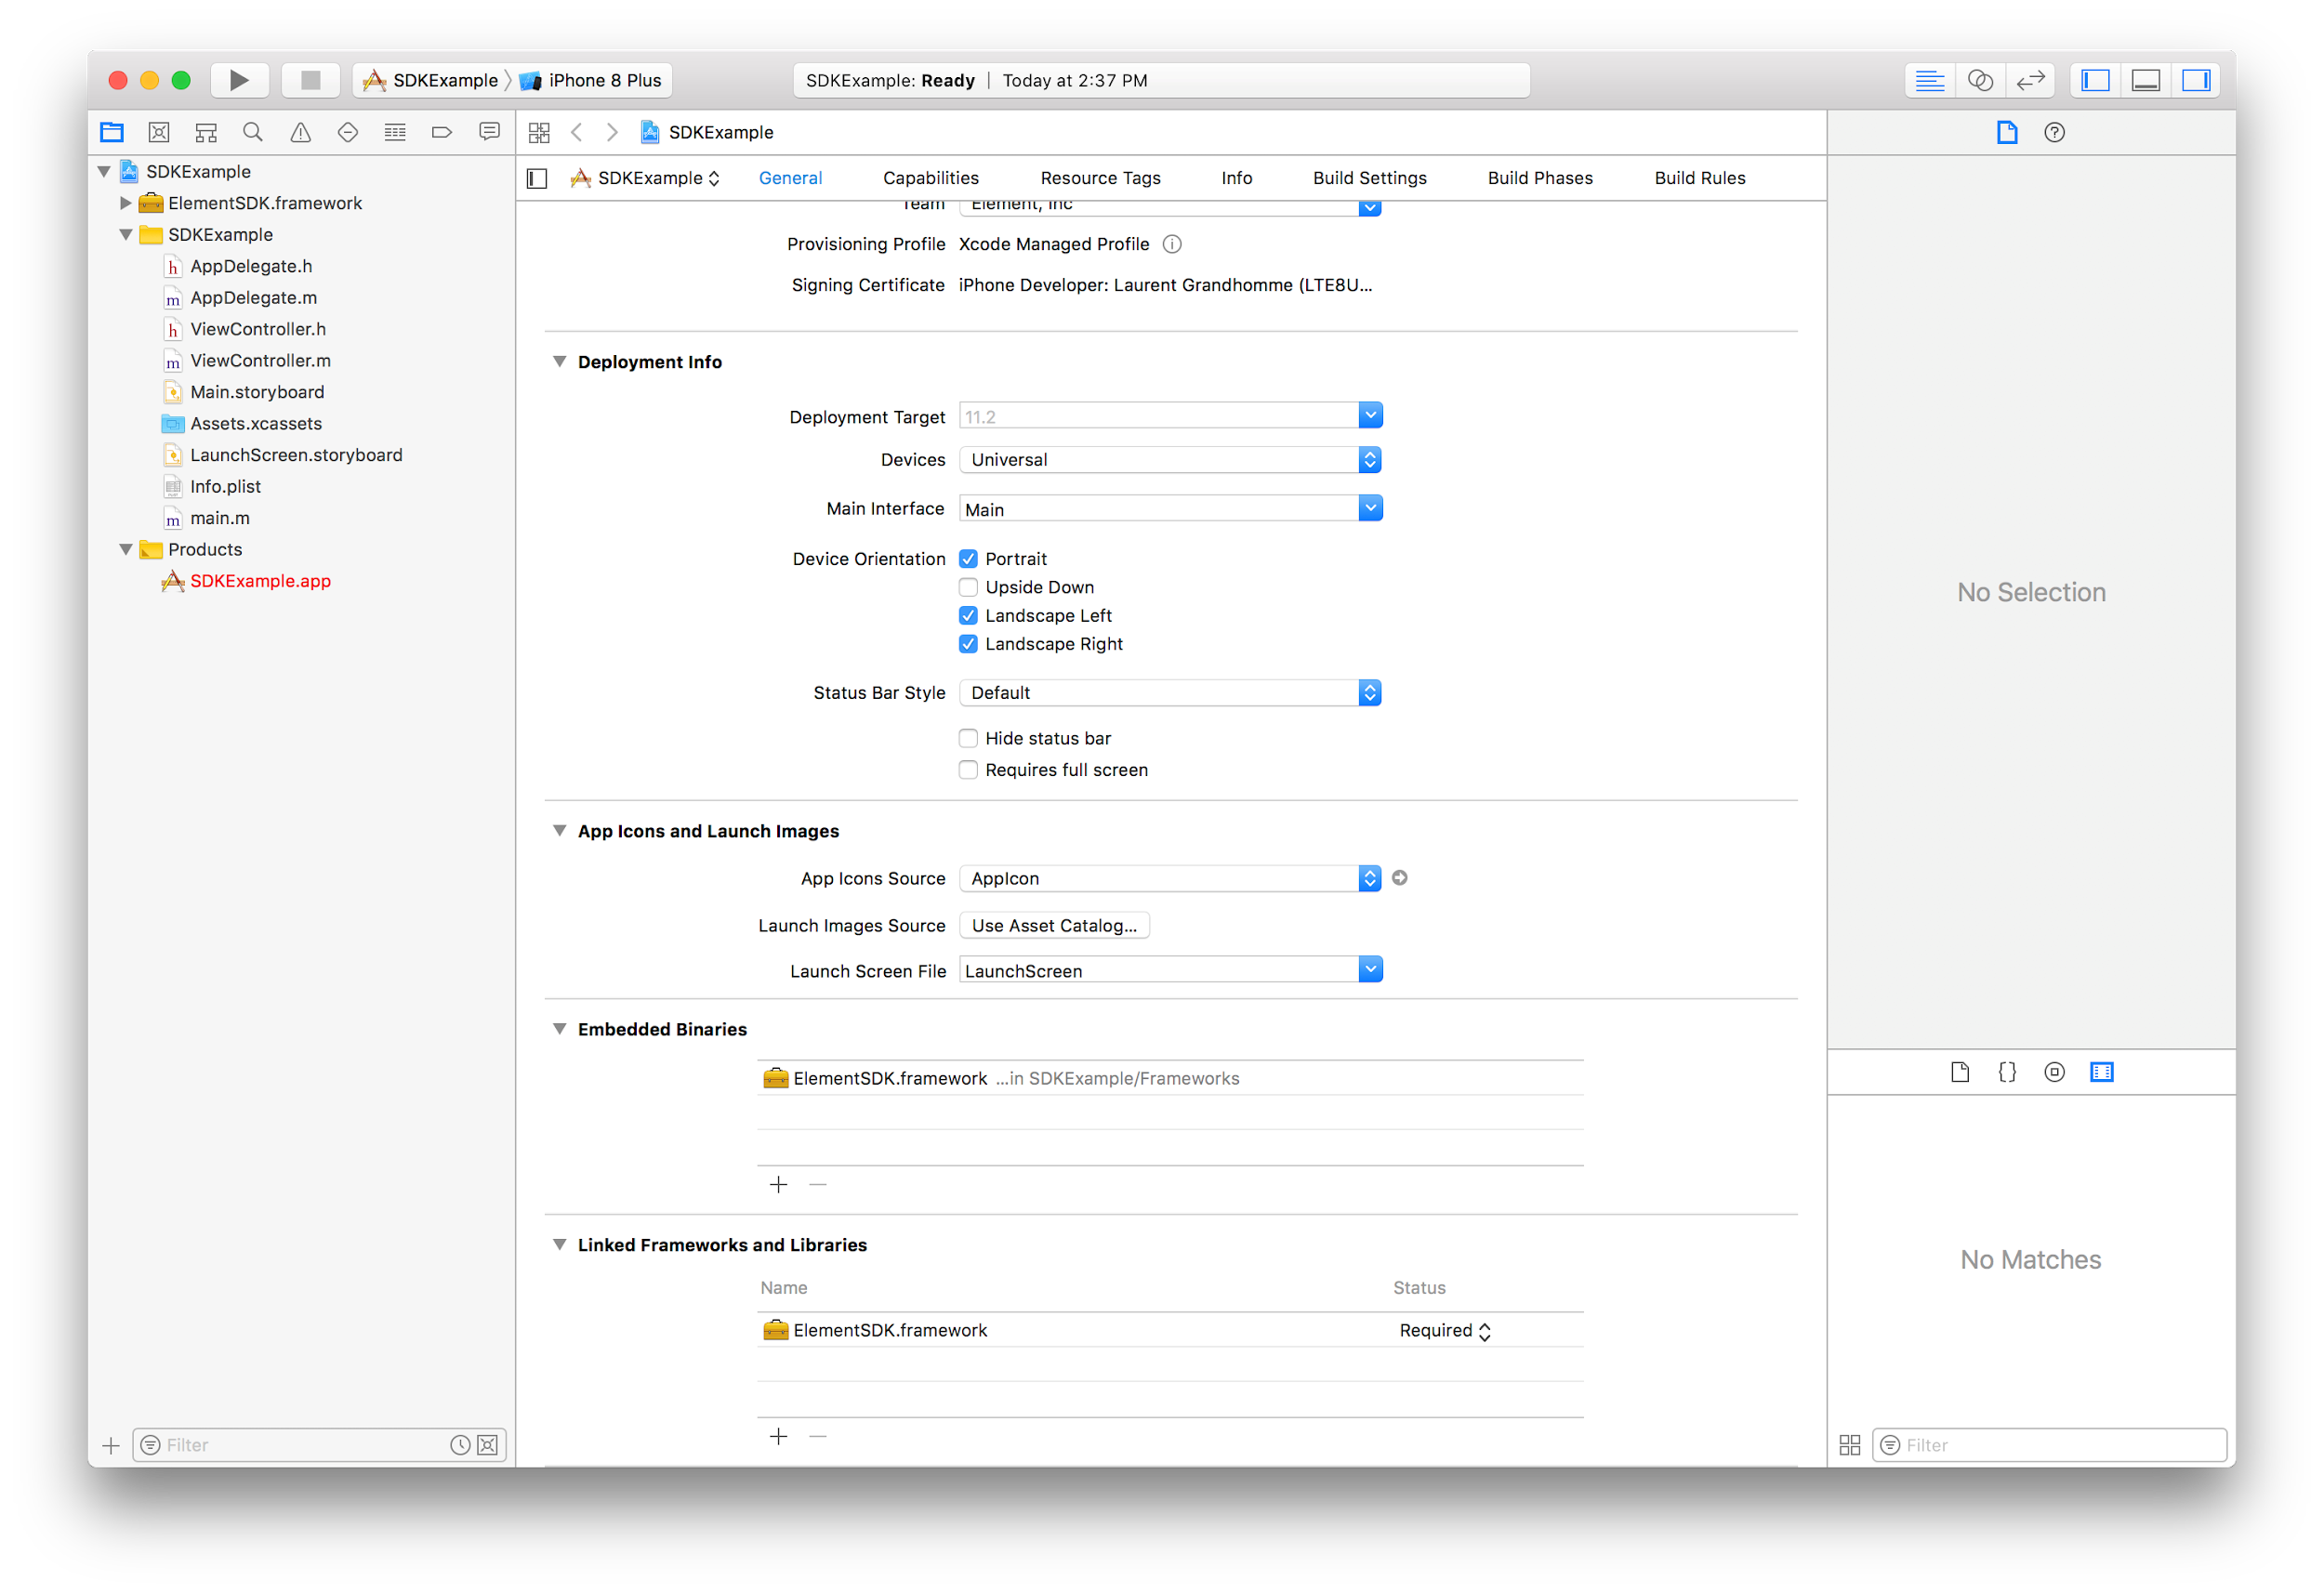 SDKExample
iPhone 8 Plus
SDKExample: Ready | Today at 2:37 PM
SDKExample
SDKExample
ElementSDK.framework
SDKExample
AppDelegate.h
AppDelegate.m
ViewController.h
ViewController.m
Main.storyboard
Assets.xcassets
LaunchScreen.storyboard
Info.plist
main.m
Products
SDKExample.app
Filter
SDKExample General Capabilities Resource Tags Info Build Settings Build Phases Build Rules
Team Element, Inc
Provisioning Profile Xcode Managed Profile
Signing Certificate iPhone Developer: Laurent Grandhomme (LTE8U...
Deployment Info
Deployment Target 11.2
Devices Universal
Main Interface Main
Device Orientation Portrait
Upside Down
Landscape Left
Landscape Right
Status Bar Style Default
Hide status bar
Requires full screen
App Icons and Launch Images
App Icons Source AppIcon
Launch Images Source Use Asset Catalog...
Launch Screen File LaunchScreen
Embedded Binaries
ElementSDK.framework ...in SDKExample/Frameworks
Linked Frameworks and Libraries
Name Status
ElementSDK.framework Required
No Selection
No Matches
Filter